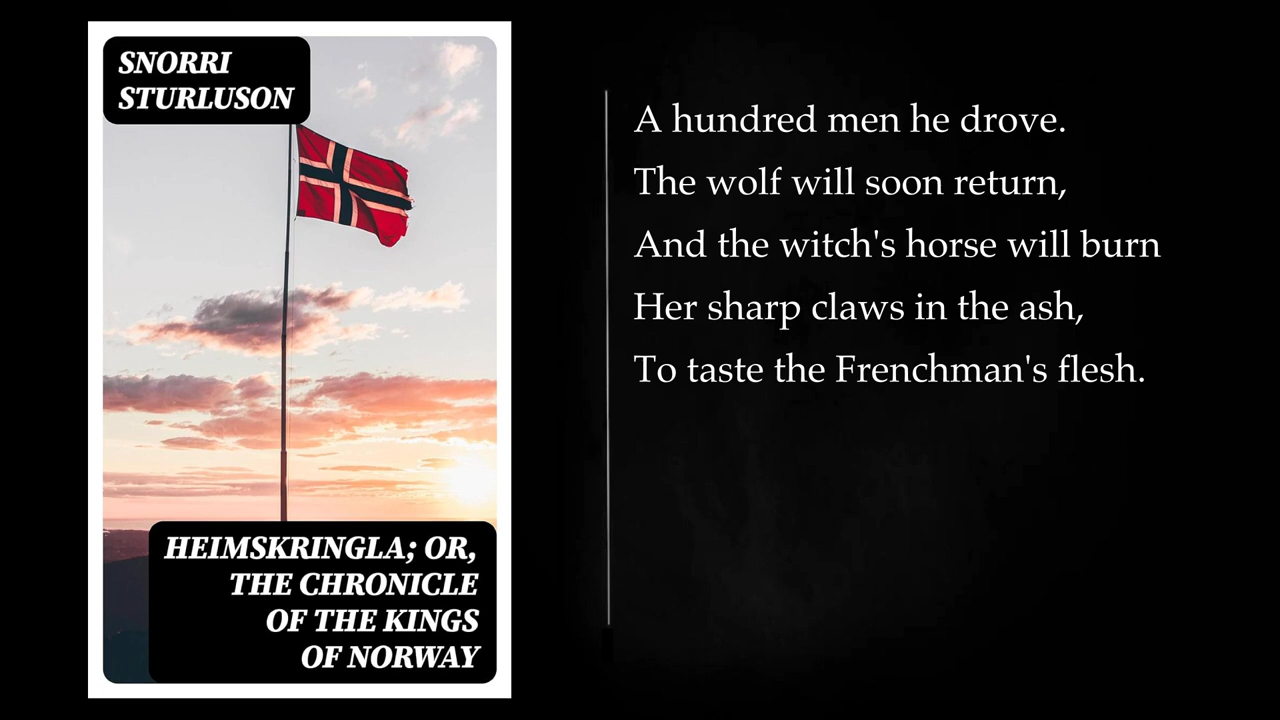 SNORRI
STURLUSON
HEIMSKRINGLA; OR,
THE CHRONICLE
OF THE KINGS
OF NORWAY
A hundred men he drove.
The wolf will soon return,
And the witch's horse will burn
Her sharp claws in the ash,
To taste the Frenchman's flesh.